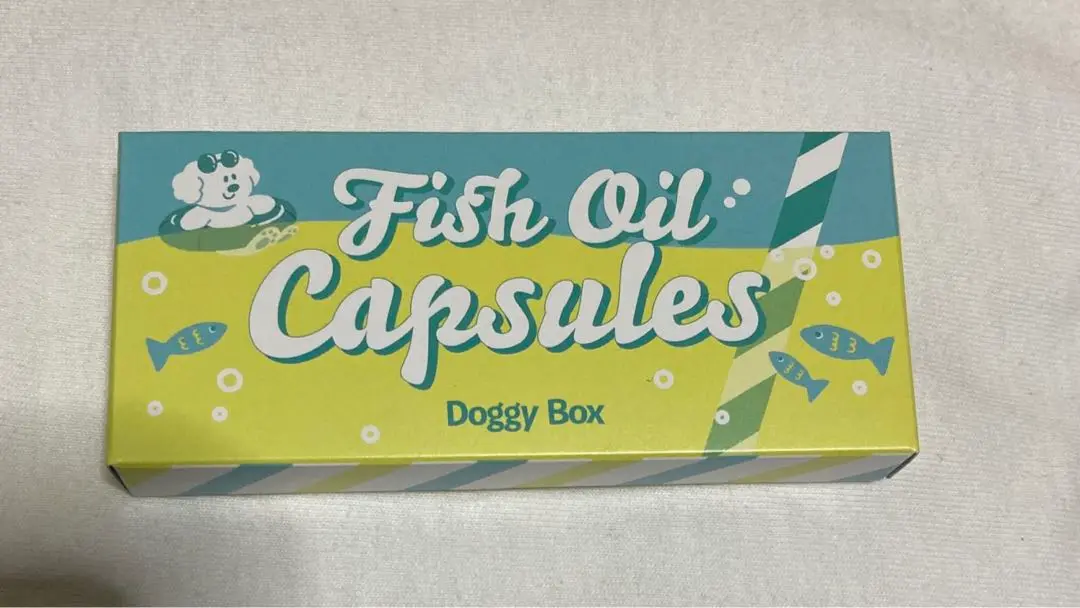 Fish Oil
Capsules
Doggy Box